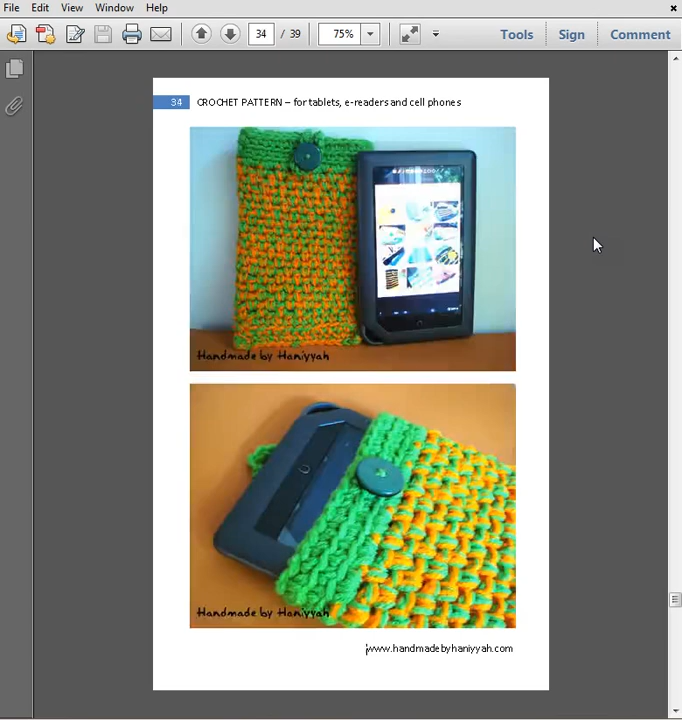 File Edit View Window Help
34 / 39 75% Tools Sign Comment
34 CROCHET PATTERN – for tablets, e-readers and cell phones
Handmade by Haniyyah
Handmade by Haniyyah
www.handmadebyhaniyyah.com